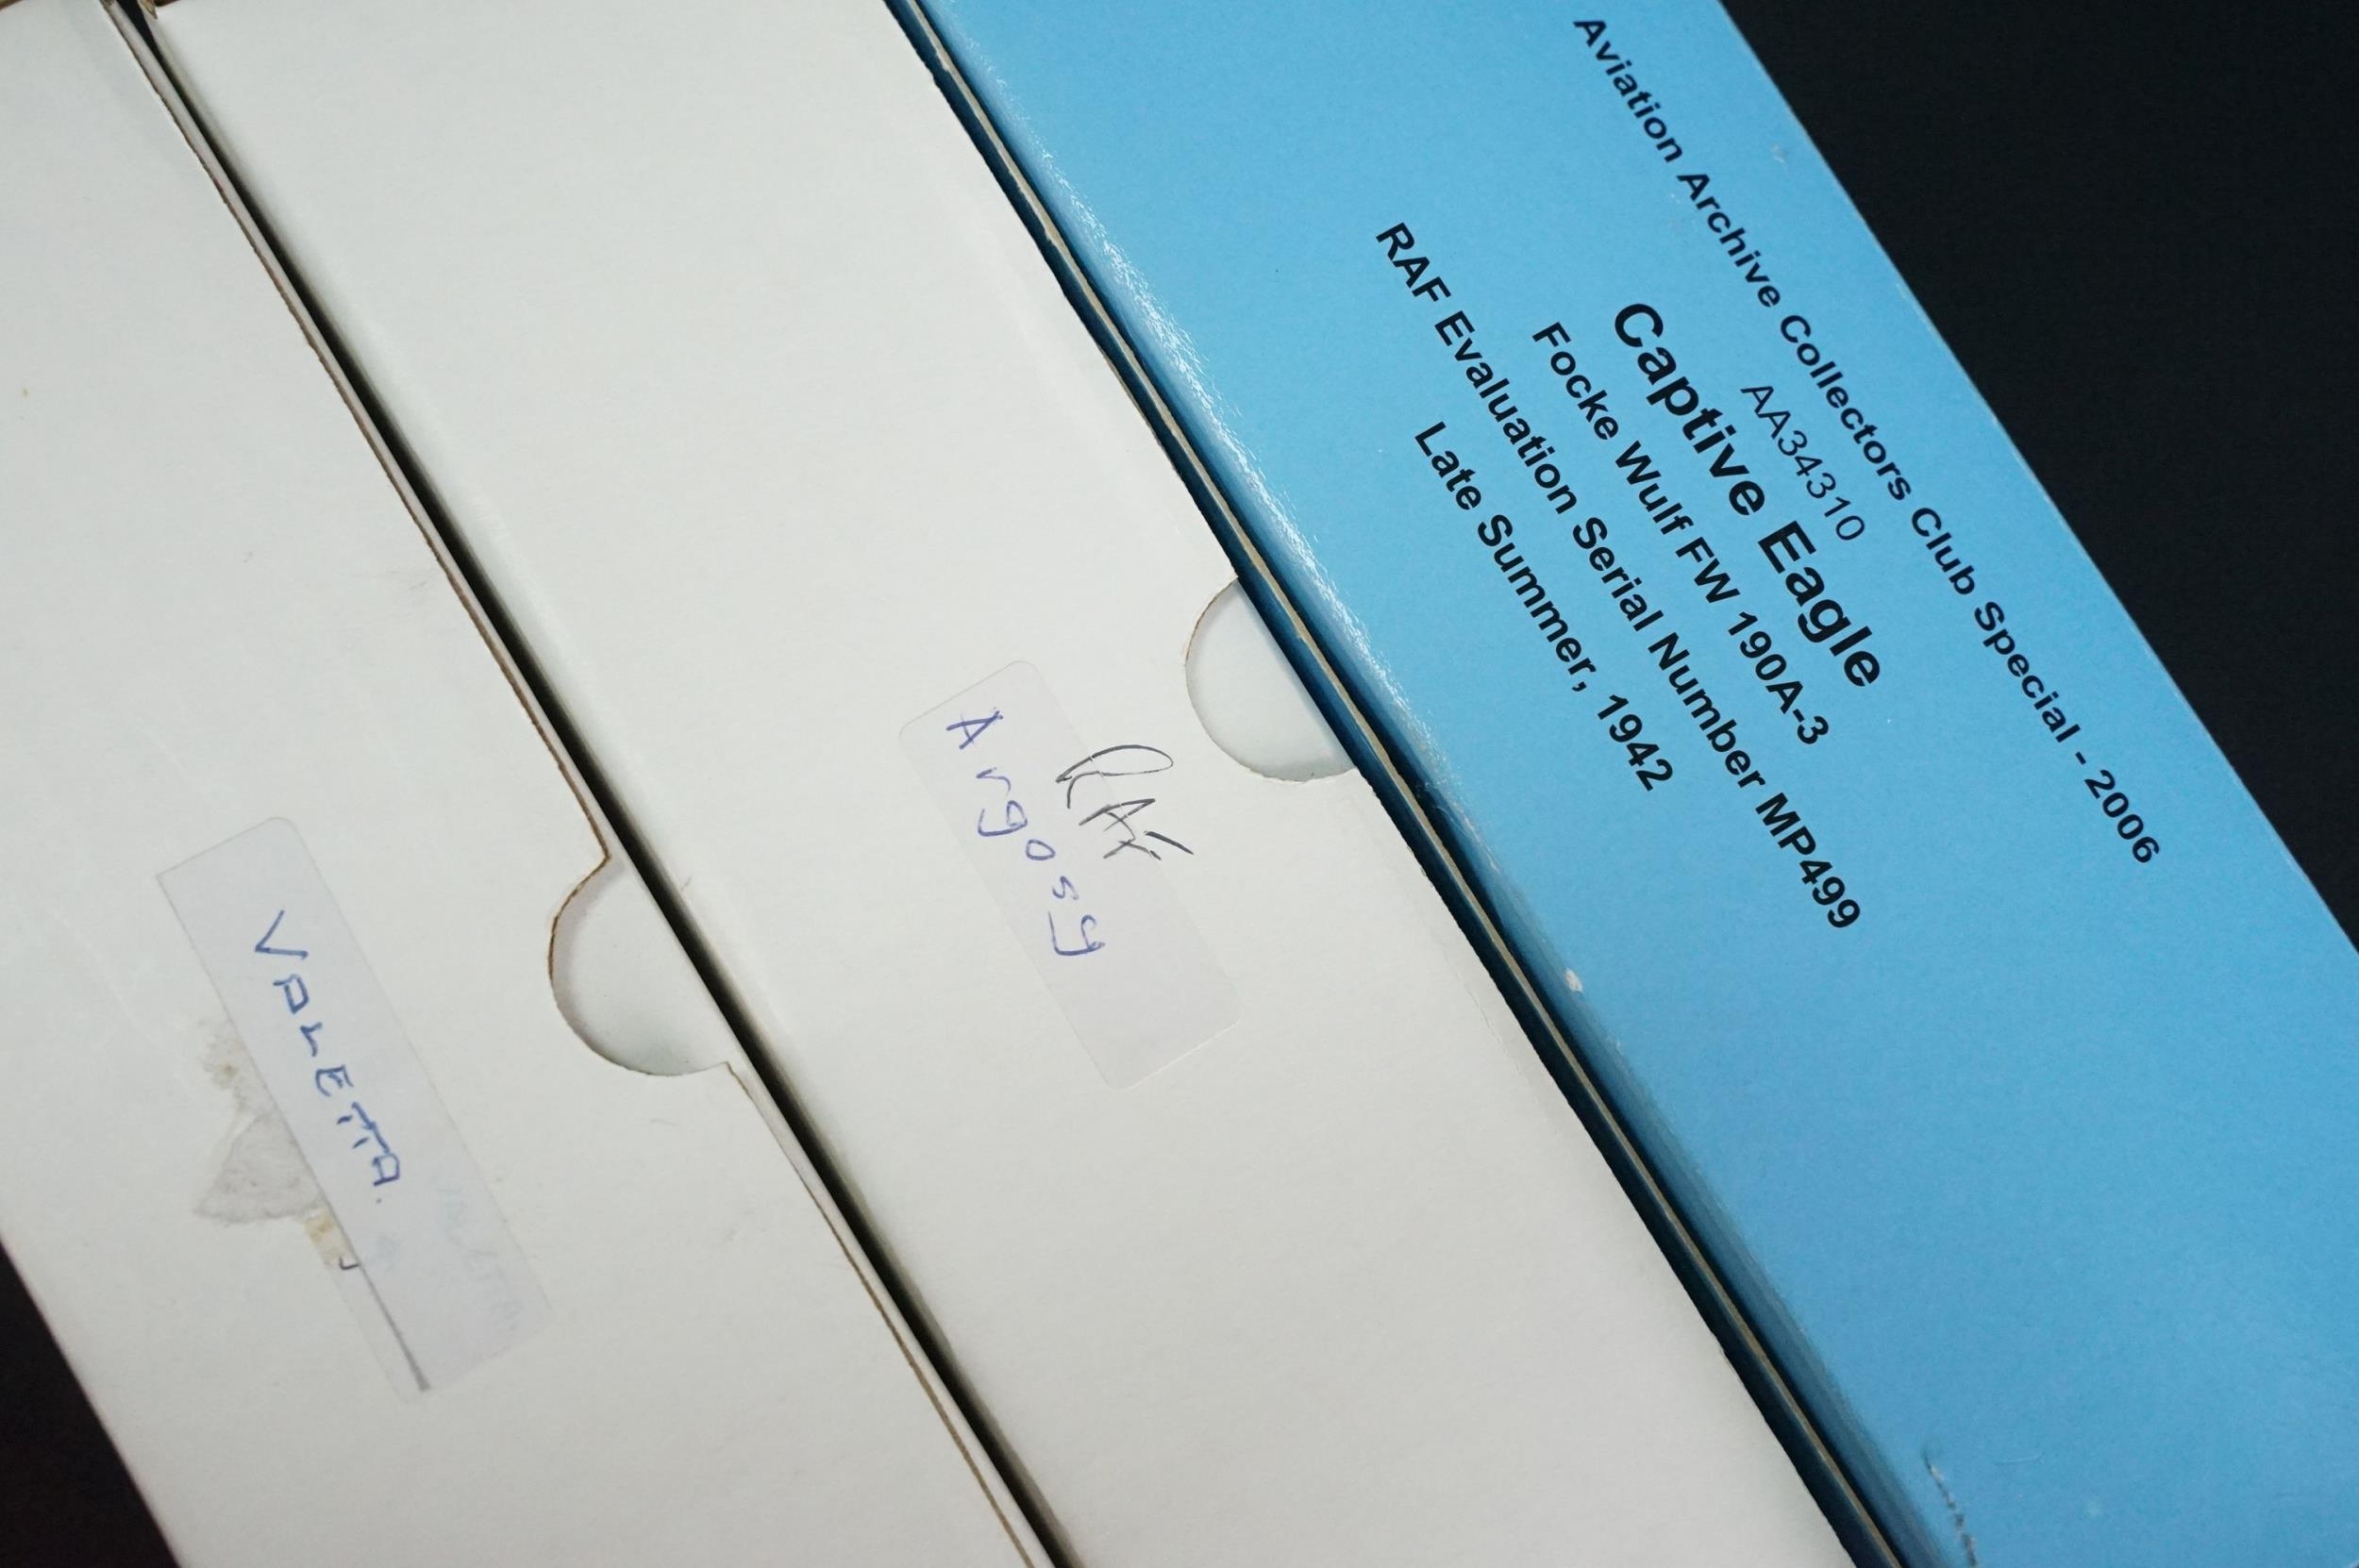 Aviation Archive Collectors Club Special - 2006
AA34310
Captive Eagle
Focke Wulf FW 190A-3
RAF Evaluation Serial Number MP499
Late Summer, 1942
RAF
Argosy
VALETTA.